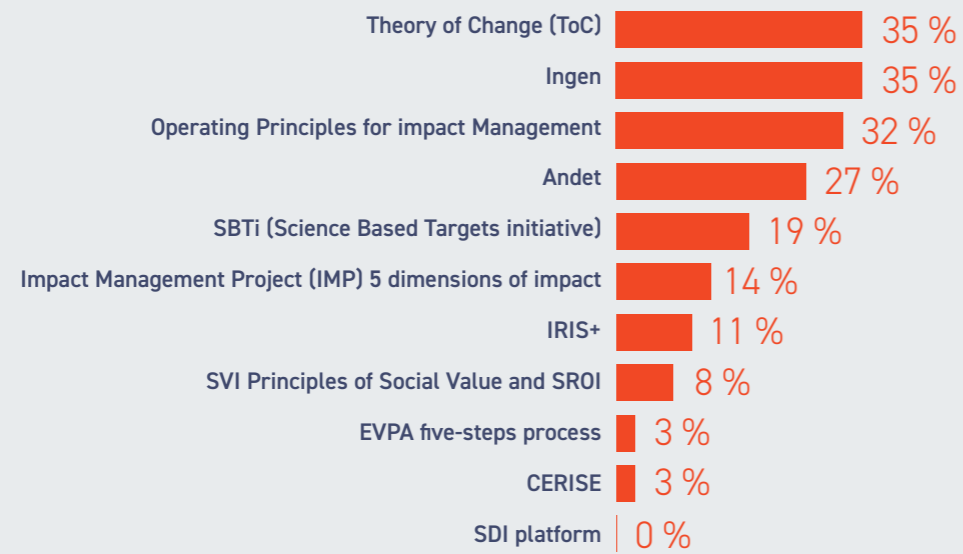 Theory of Change (ToC) 35 %
Ingen 35 %
Operating Principles for impact Management 32 %
Andet 27 %
SBTi (Science Based Targets initiative) 19 %
Impact Management Project (IMP) 5 dimensions of impact 14 %
IRIS+ 11 %
SVI Principles of Social Value and SROI 8 %
EVPA five-steps process 3 %
CERISE 3 %
SDI platform 0 %